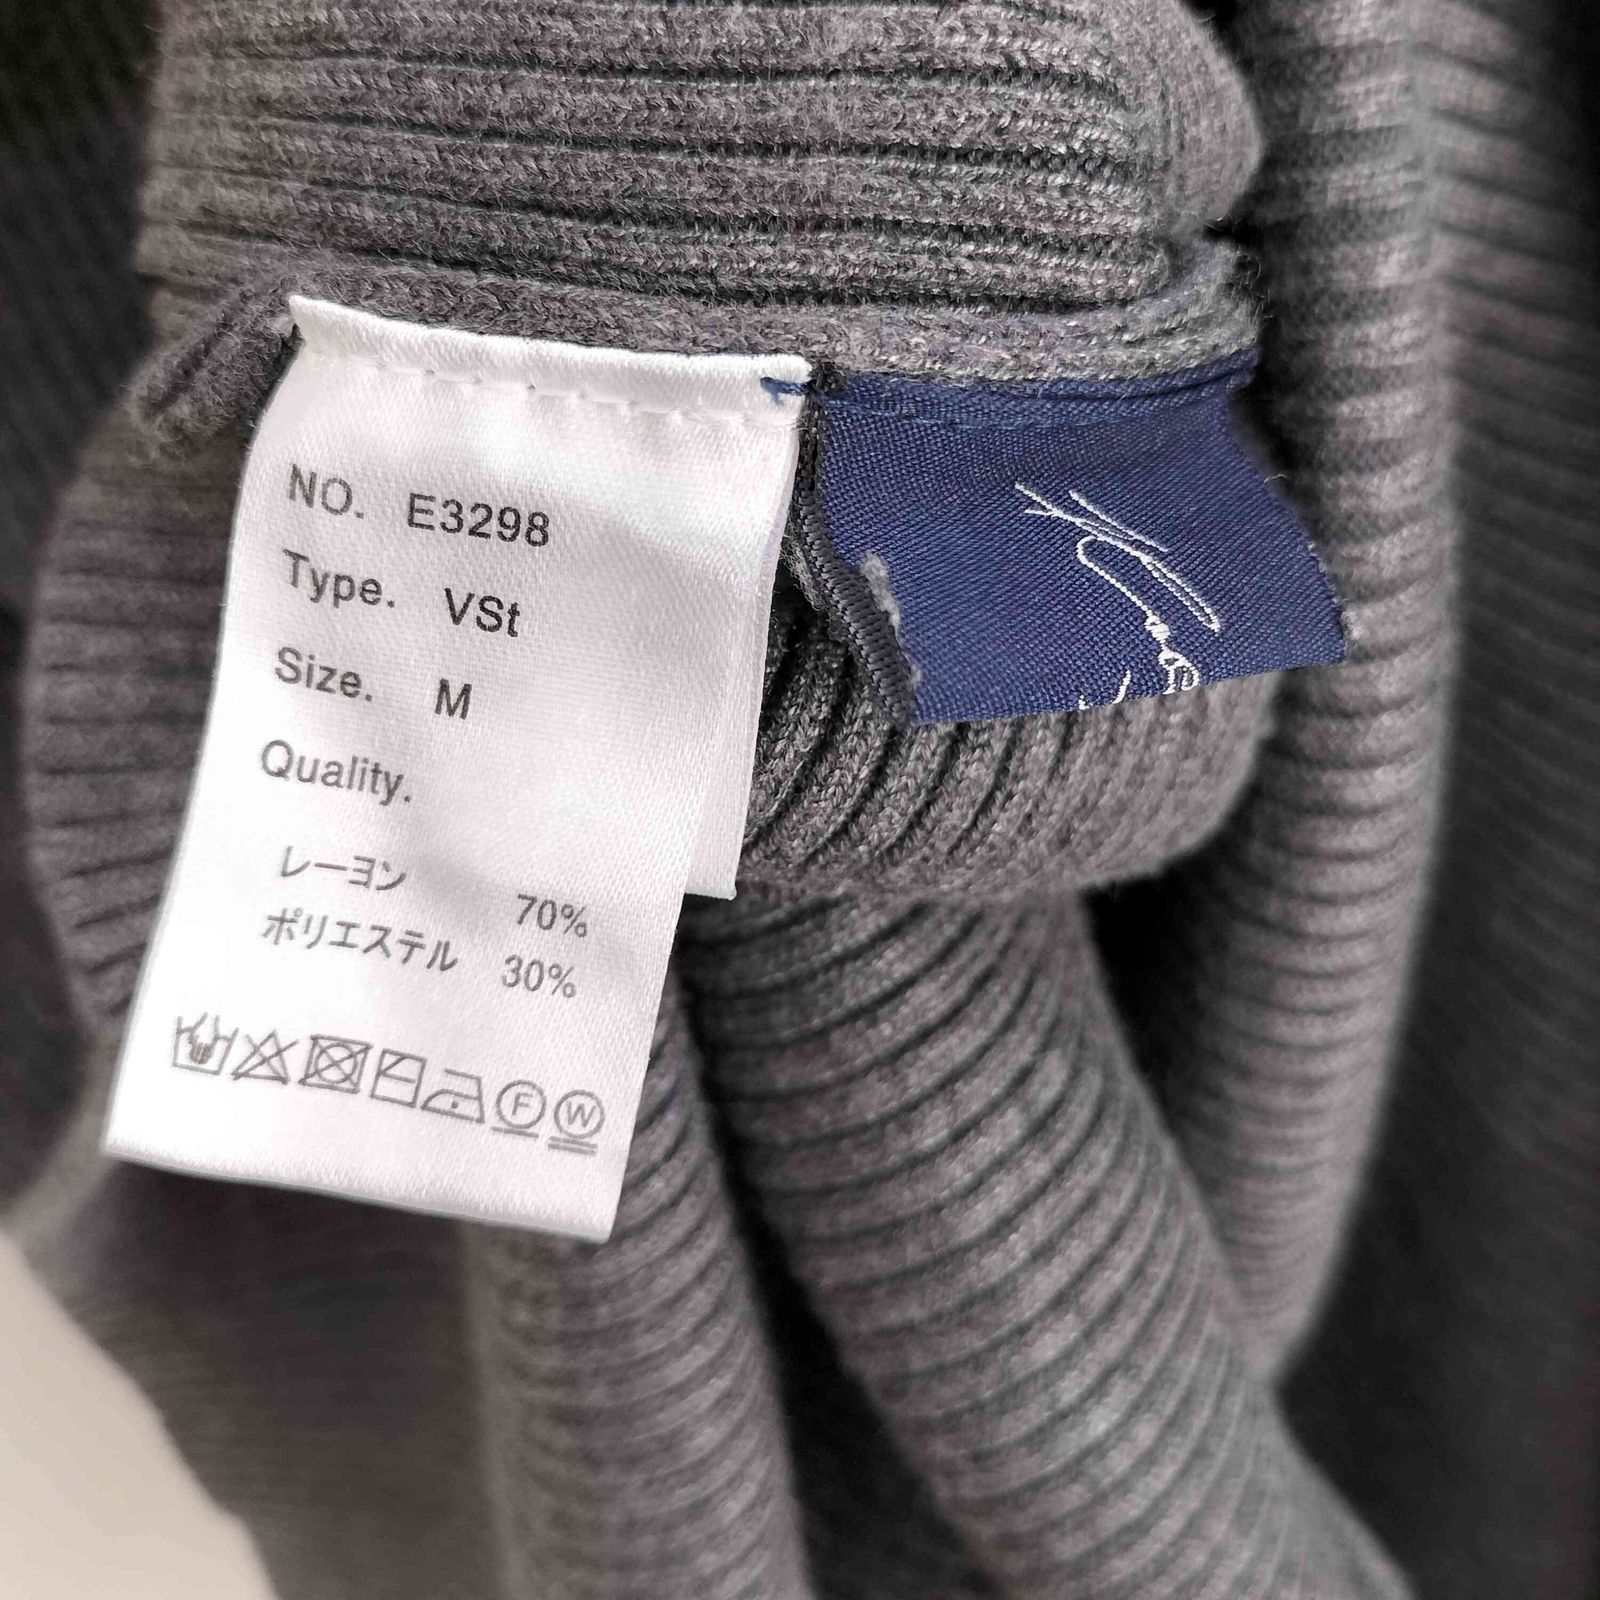 NO. E3298
Type. VSt
Size. M
Quality.
レーヨン 70%
ポリエステル 30%
F W